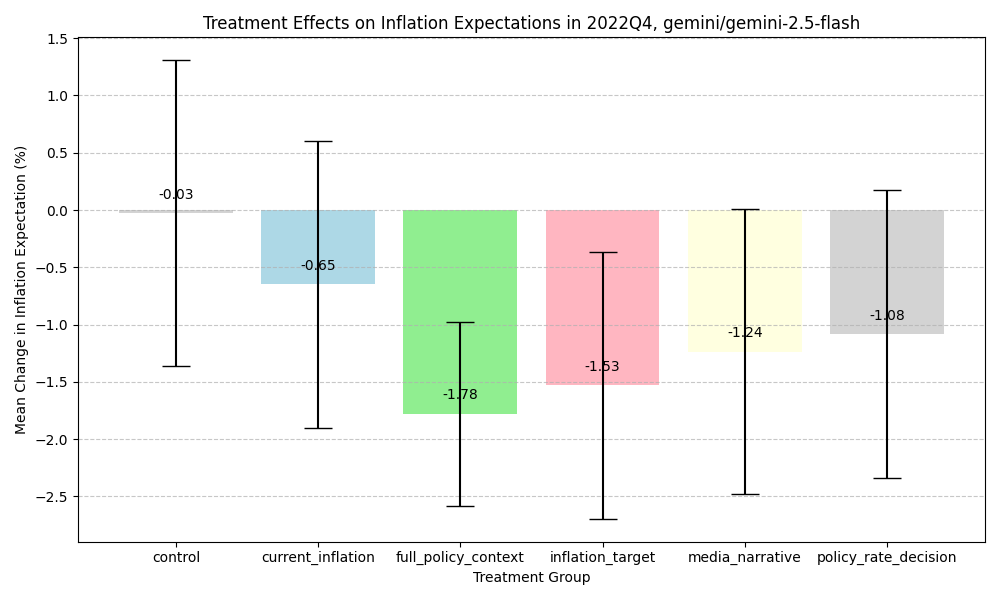 Treatment Effects on Inflation Expectations in 2022Q4, gemini/gemini-2.5-flash
Mean Change in Inflation Expectation (%)
1.5
1.0
0.5
0.0
−0.5
−1.0
−1.5
−2.0
−2.5
-0.03
-0.65
-1.78
-1.53
-1.24
-1.08
control
current_inflation
full_policy_context
inflation_target
media_narrative
policy_rate_decision
Treatment Group